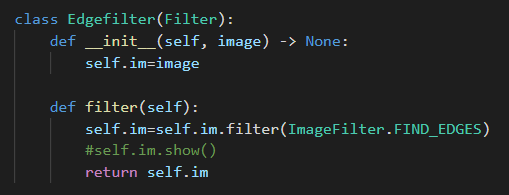 class Edgefilter(Filter):
    def __init__(self, image) -> None:
        self.im=image

    def filter(self):
        self.im=self.im.filter(ImageFilter.FIND_EDGES)
        #self.im.show()
        return self.im